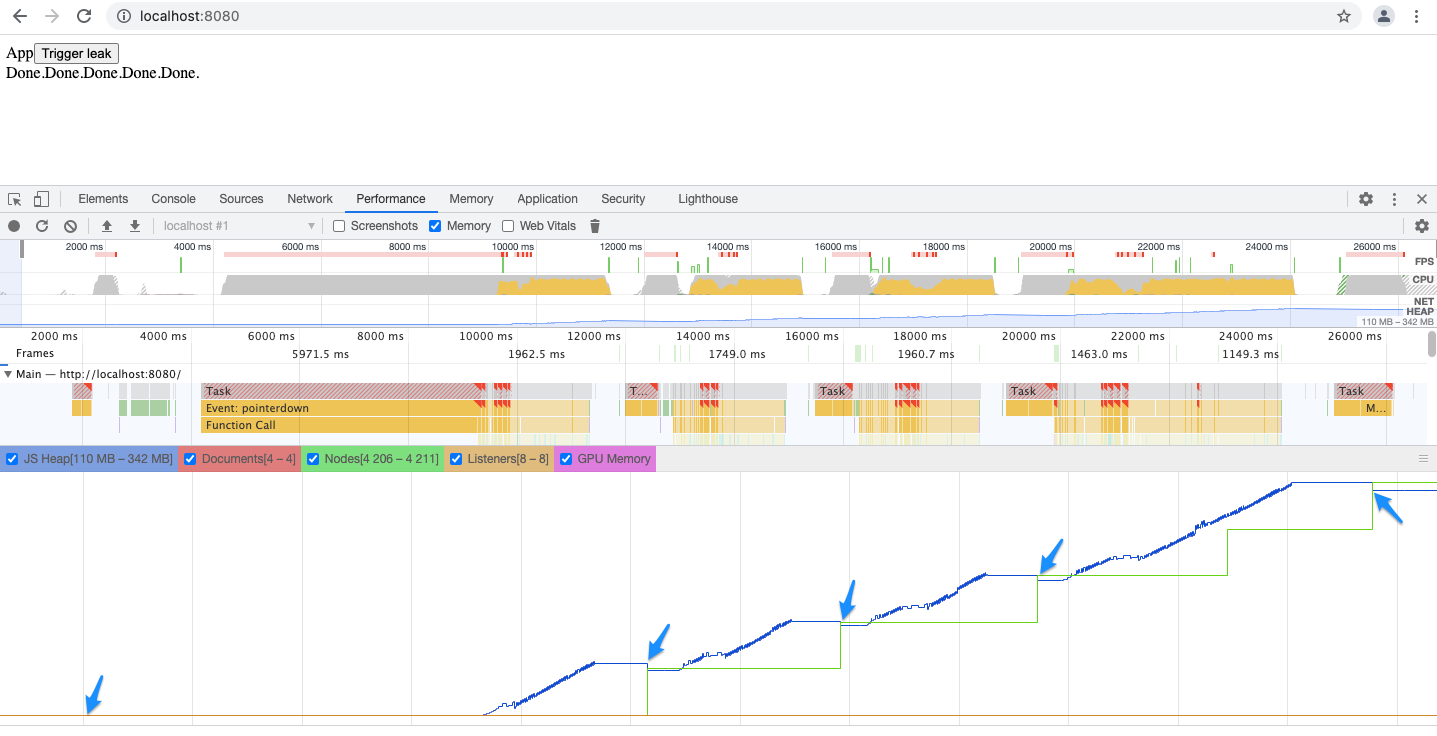 localhost:8080
App Trigger leak
Done.Done.Done.Done.Done.
Elements Console Sources Network Performance Memory Application Security Lighthouse
localhost #1 Screenshots Memory Web Vitals
2000 ms 4000 ms 6000 ms 8000 ms 10000 ms 12000 ms 14000 ms 16000 ms 18000 ms 20000 ms 22000 ms 24000 ms 26000 ms
FPS
CPU
NET
HEAP
110 MB – 342 MB
2000 ms 4000 ms 6000 ms 8000 ms 10000 ms 12000 ms 14000 ms 16000 ms 18000 ms 20000 ms 22000 ms 24000 ms 26000 ms
Frames 5971.5 ms 1962.5 ms 1749.0 ms 1960.7 ms 1463.0 ms 1149.3 ms
Main — http://localhost:8080/
Task T... Task Task Task
Event: pointerdown M...
Function Call
JS Heap[110 MB – 342 MB] Documents[4 – 4] Nodes[4 206 – 4 211] Listeners[8 – 8] GPU Memory